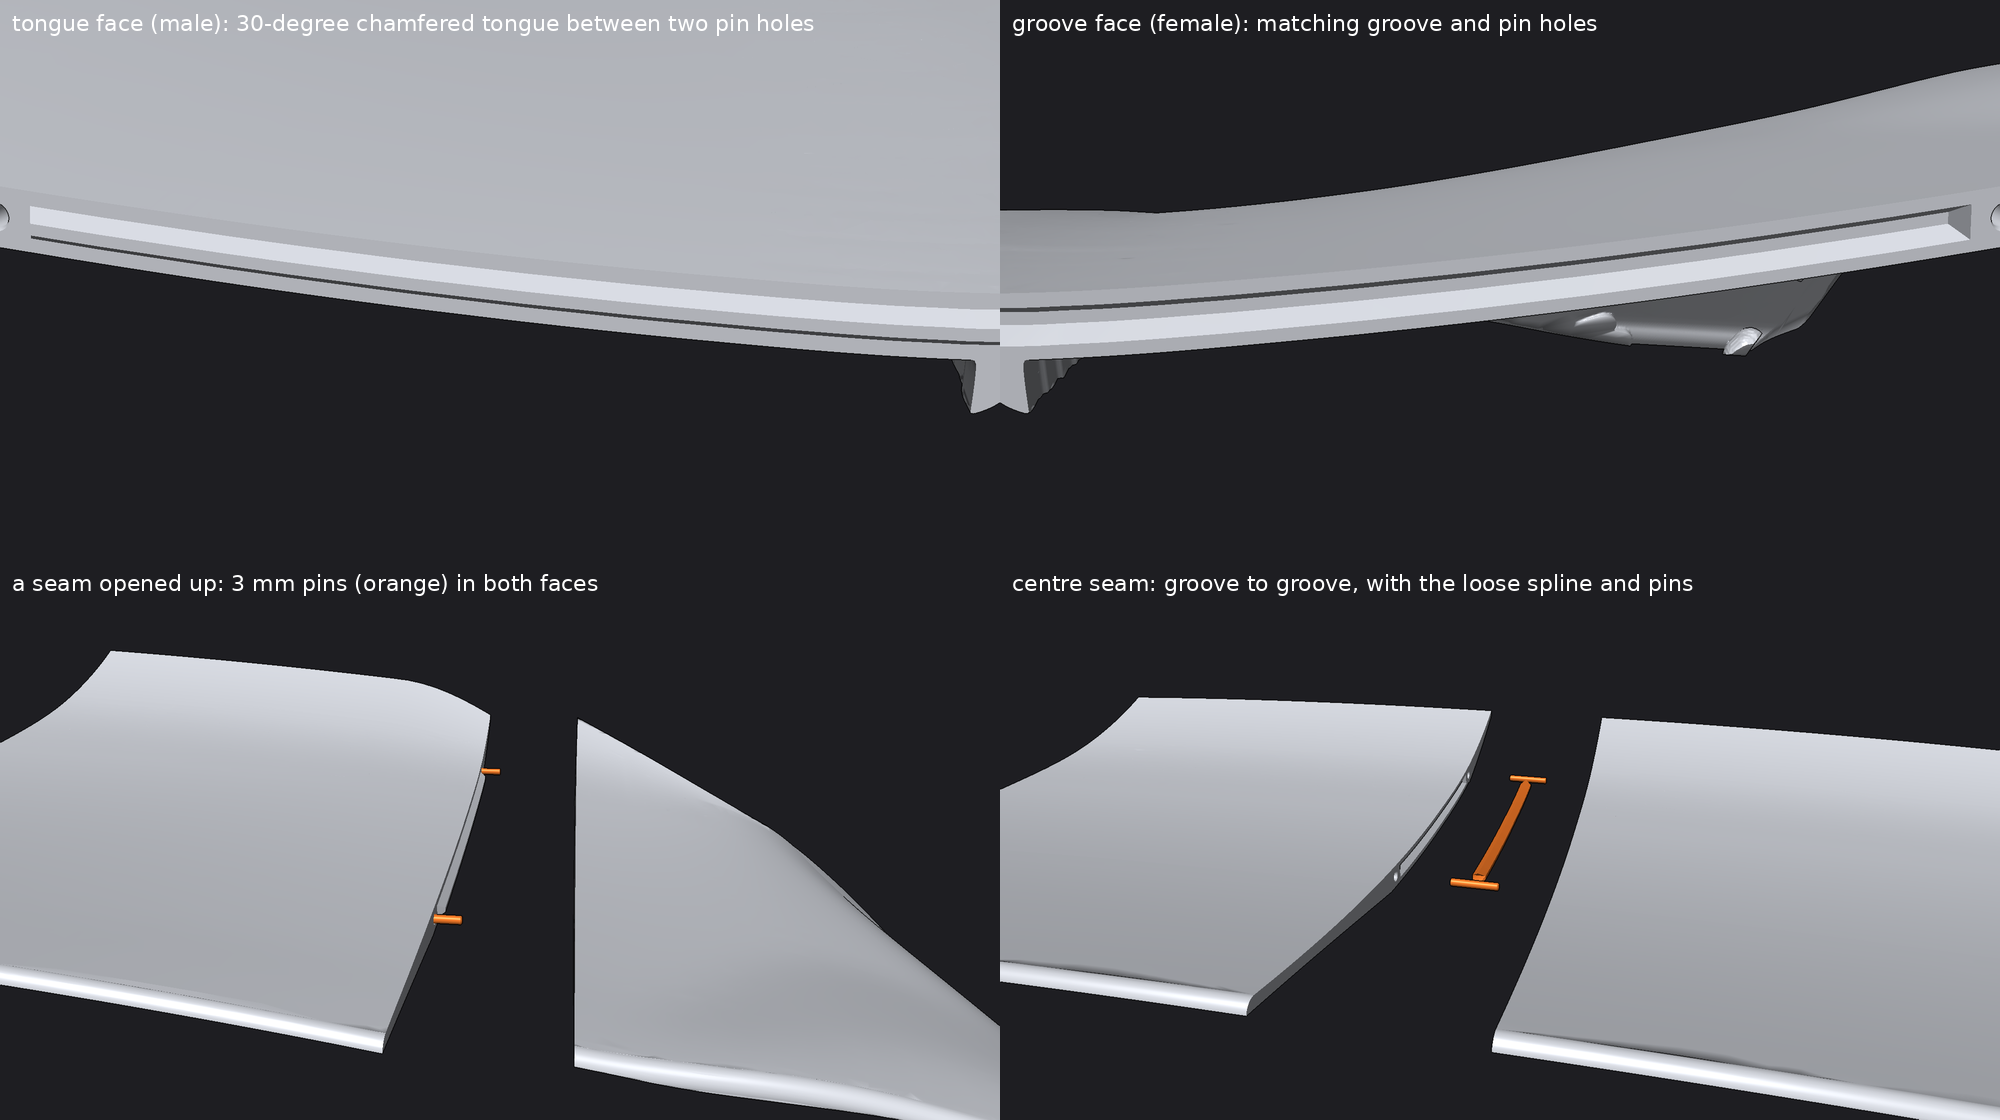 tongue face (male): 30-degree chamfered tongue between two pin holes
groove face (female): matching groove and pin holes
a seam opened up: 3 mm pins (orange) in both faces
centre seam: groove to groove, with the loose spline and pins